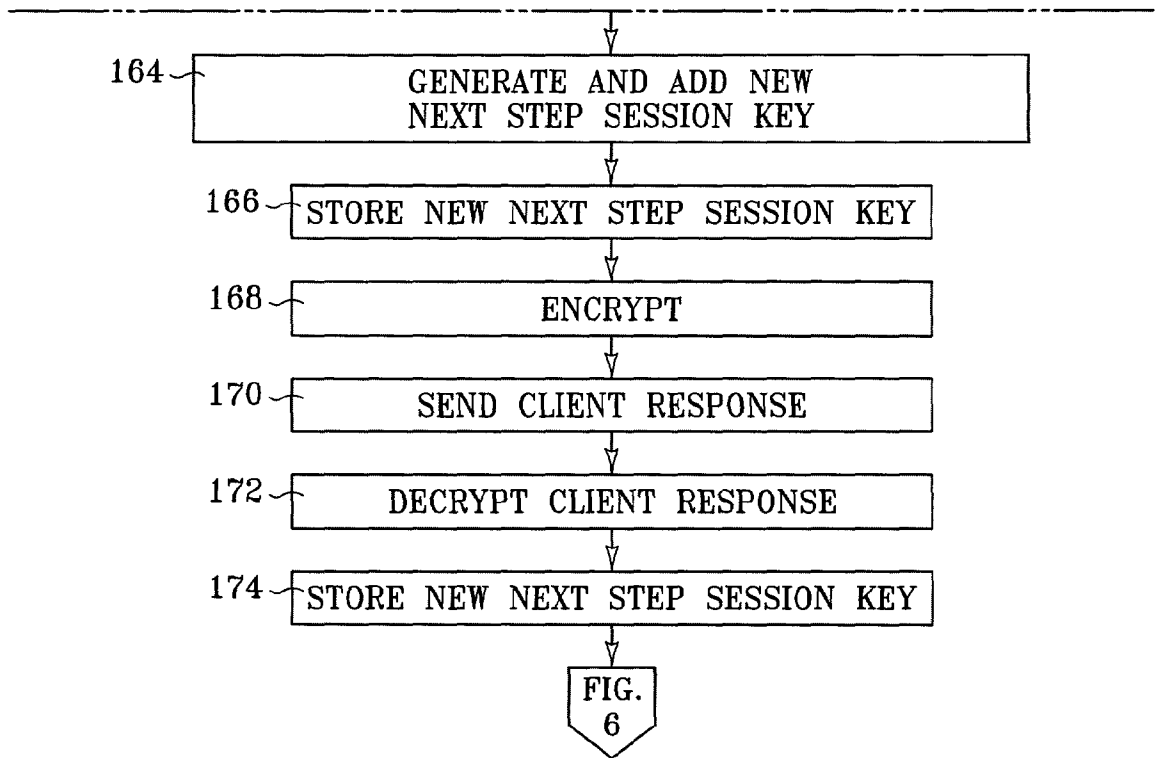 164
GENERATE AND ADD NEW
NEXT STEP SESSION KEY
166
STORE NEW NEXT STEP SESSION KEY
168
ENCRYPT
170
SEND CLIENT RESPONSE
172
DECRYPT CLIENT RESPONSE
174
STORE NEW NEXT STEP SESSION KEY
FIG.
6